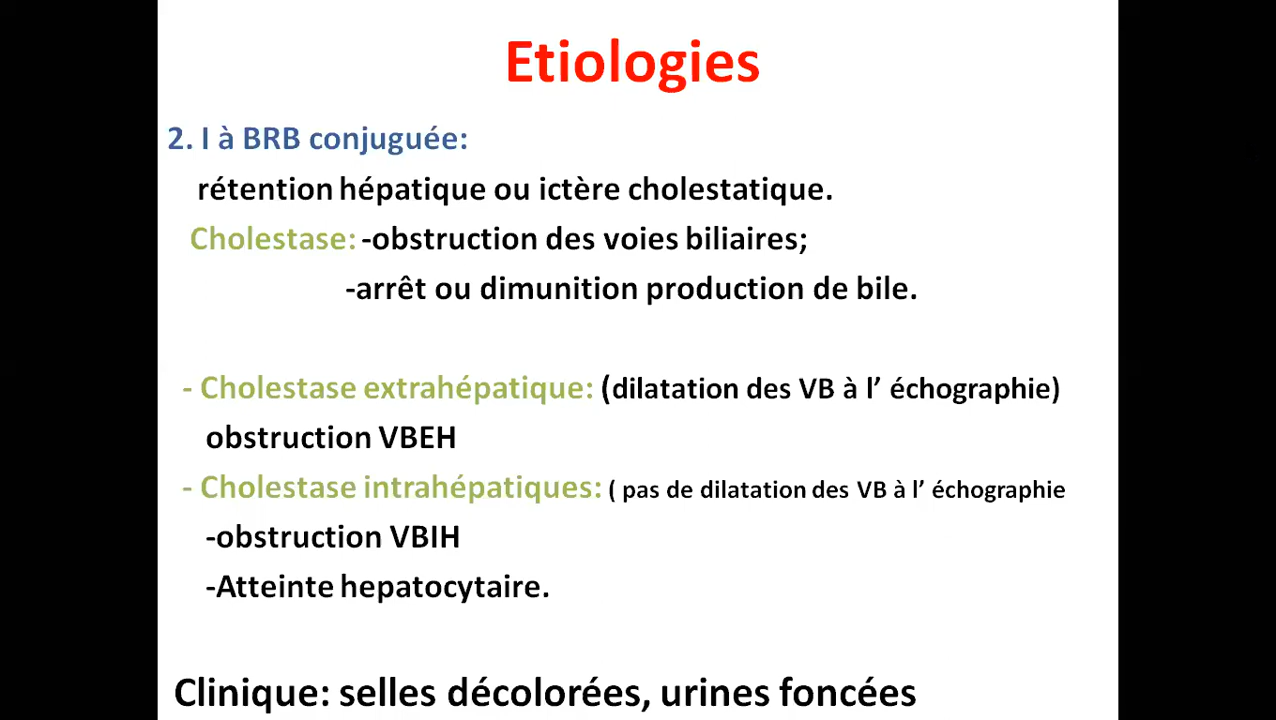 Etiologies
2. I à BRB conjuguée:
rétention hépatique ou ictère cholestatique.
Cholestase: -obstruction des voies biliaires;
-arrêt ou dimunition production de bile.
- Cholestase extrahépatique: (dilatation des VB à l’ échographie)
obstruction VBEH
- Cholestase intrahépatiques: ( pas de dilatation des VB à l’ échographie
-obstruction VBIH
-Atteinte hepatocytaire.
Clinique: selles décolorées, urines foncées